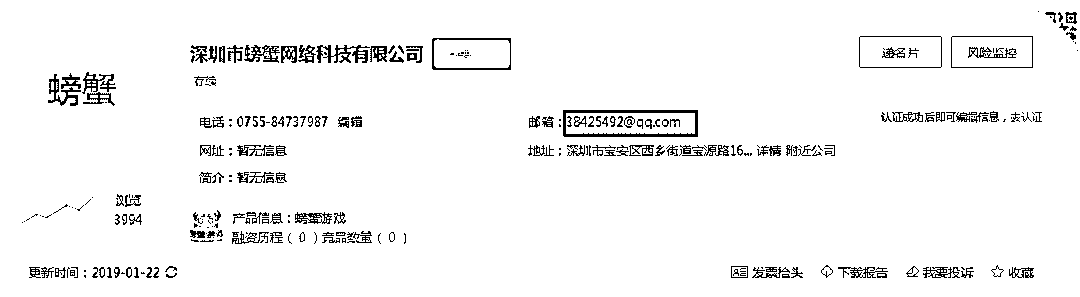 深圳市螃蟹网络科技有限公司
递名片 风险监控
存续
螃蟹
电话：0755-84737987 编辑 邮箱：38425492@qq.com
认证成功后即可编辑信息，去认证
网址：暂无信息 地址：深圳市宝安区西乡街道宝源路16... 详情 附近公司
简介：暂无信息
浏览
3994
产品信息：螃蟹游戏
融资历程（0）竞品数量（0）
更新时间：2019-01-22 发票抬头 下载报告 我要投诉 收藏